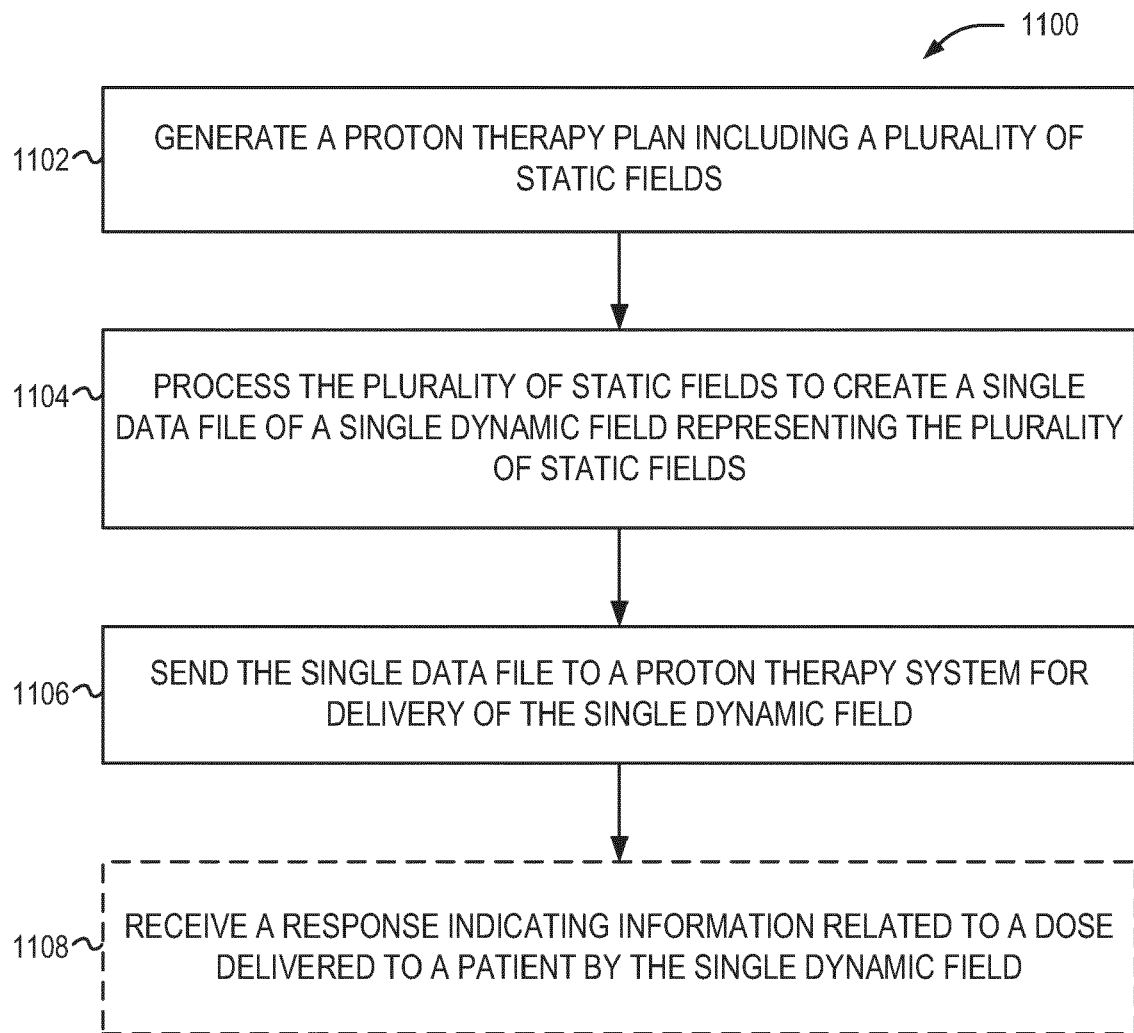 1100
1102
GENERATE A PROTON THERAPY PLAN INCLUDING A PLURALITY OF
STATIC FIELDS
1104
PROCESS THE PLURALITY OF STATIC FIELDS TO CREATE A SINGLE
DATA FILE OF A SINGLE DYNAMIC FIELD REPRESENTING THE PLURALITY
OF STATIC FIELDS
1106
SEND THE SINGLE DATA FILE TO A PROTON THERAPY SYSTEM FOR
DELIVERY OF THE SINGLE DYNAMIC FIELD
1108
RECEIVE A RESPONSE INDICATING INFORMATION RELATED TO A DOSE
DELIVERED TO A PATIENT BY THE SINGLE DYNAMIC FIELD